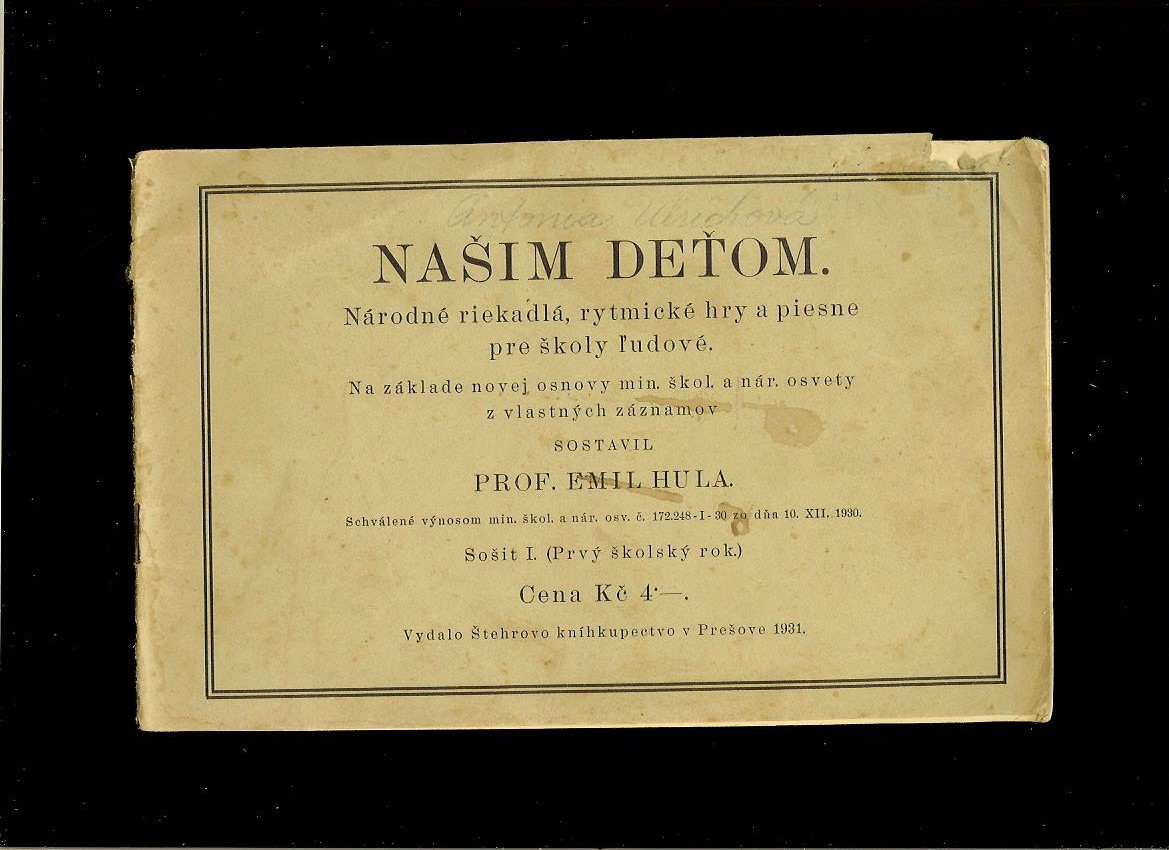 Antonia Ulrichová
NAŠIM DEŤOM.
Národné riekadlá, rytmické hry a piesne
pre školy ľudové.
Na základe novej osnovy min. škol. a nár. osvety
z vlastných záznamov
SOSTAVIL
PROF. EMIL HULA.
Schválené výnosom min. škol. a nár. osv. č. 172.248-I-30 zo dňa 10. XII. 1930.
Sošit I. (Prvý školský rok.)
Cena Kč 4·—.
Vydalo Štehrovo kníhkupectvo v Prešove 1931.